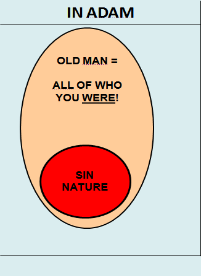 IN ADAM
OLD MAN =
ALL OF WHO
YOU WERE!
SIN
NATURE